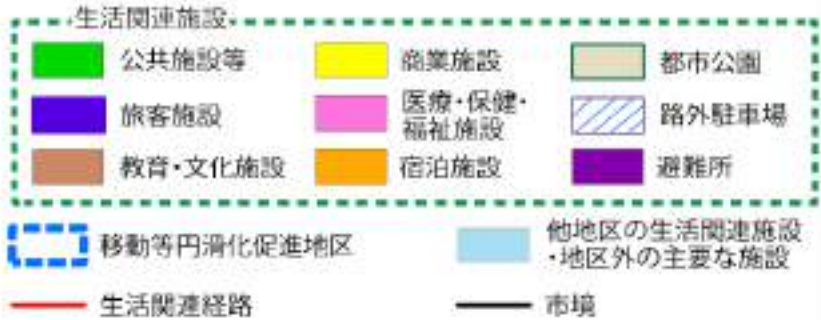 生活関連施設
公共施設等
商業施設
都市公園
旅客施設
医療・保健・
福祉施設
路外駐車場
教育・文化施設
宿泊施設
避難所
移動等円滑化促進地区
他地区の生活関連施設
・地区外の主要な施設
生活関連経路
市境